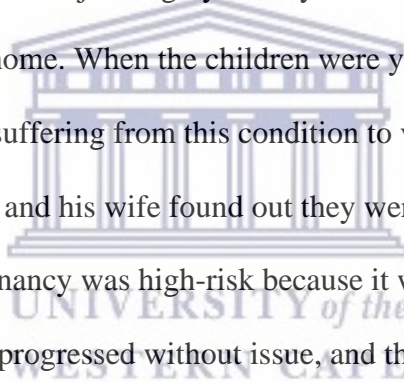 home. When the children were y
suffering from this condition to
and his wife found out they wer
nancy was high-risk because it
UNIVERSITY of the
progressed without issue, and th
WESTERN CAPE